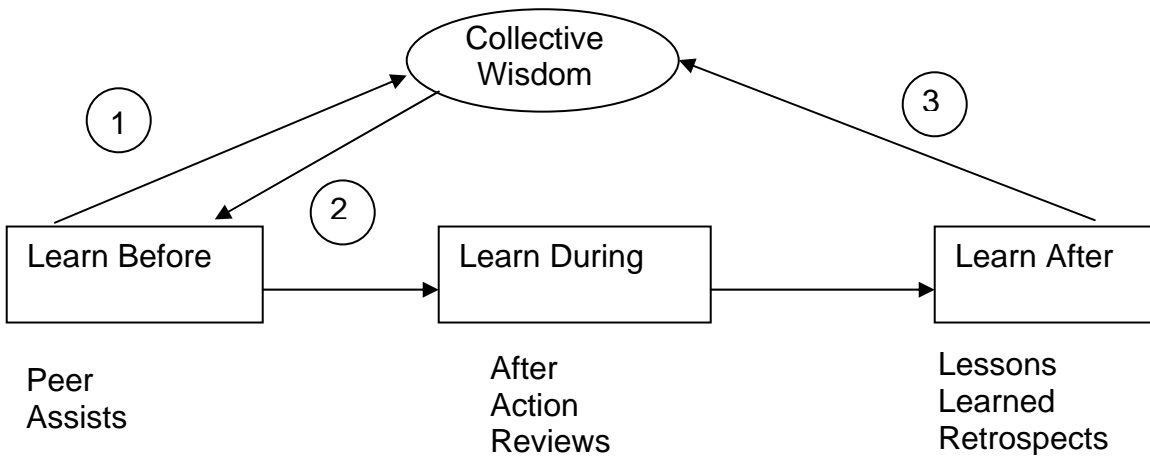 Collective
Wisdom
1
3
2
Learn Before
Learn During
Learn After
Peer
Assists
After
Action
Reviews
Lessons
Learned
Retrospects